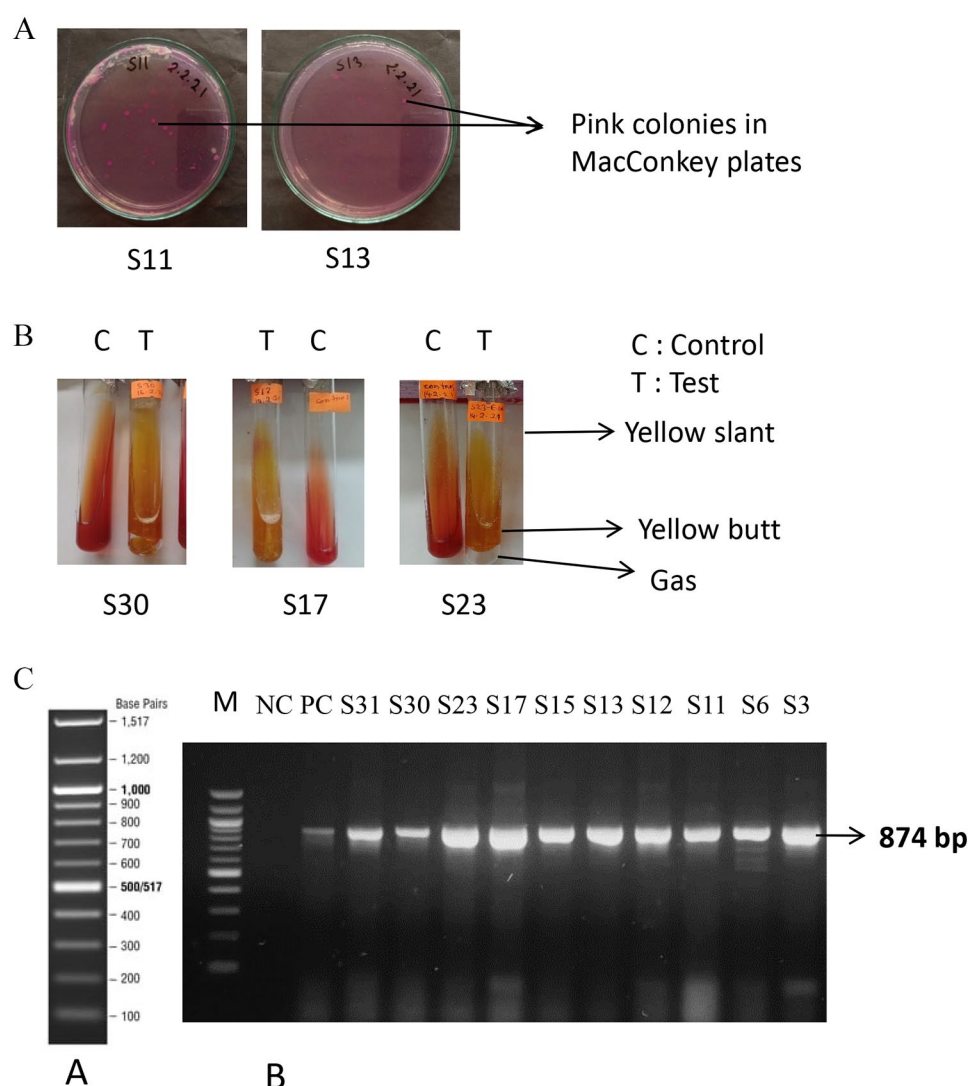 A
S11
2.2.21
S13
2.2.21
Pink colonies in
MacConkey plates
S11
S13
B
C
T
T
C
C
T
C : Control
T : Test
Yellow slant
Yellow butt
Gas
S30
S17
S23
C
Base Pairs
1,517
1,200
1,000
900
800
700
600
500/517
400
300
200
100
A
M
NC PC S31 S30 S23 S17 S15 S13 S12 S11 S6 S3
874 bp
B